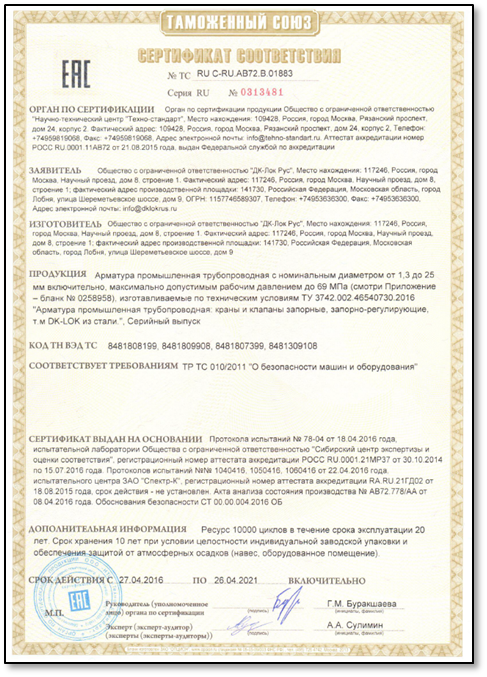 ТАМОЖЕННЫЙ СОЮЗ
СЕРТИФИКАТ СООТВЕТСТВИЯ
ЕАС
№ ТС RU C-RU.АВ72.В.01883
Серия RU № 0313481
ОРГАН ПО СЕРТИФИКАЦИИ Орган по сертификации продукции Общество с ограниченной ответственностью
"Научно-технический центр "Техно-стандарт", Место нахождения: 109428, Россия, город Москва, Рязанский проспект,
дом 24, корпус 2. Фактический адрес: 109428, Россия, город Москва, Рязанский проспект, дом 24, корпус 2, Телефон:
+74959819068, Факс: +74959819068, Адрес электронной почты: info@tehno-standart.ru. Аттестат аккредитации
РОСС RU.0001.11АВ72 от 21.08.2015 года, выдан Федеральной службой по аккредитации
ЗАЯВИТЕЛЬ Общество с ограниченной ответственностью "ДК-Лок Рус", Место нахождения: 117246, Россия, город
Москва, Научный проезд, дом 8, строение 1. Фактический адрес: 117246, Россия, город Москва, Научный проезд, дом 8,
строение 1; фактический адрес производственной площадки: 141730, Российская Федерация, Московская область, город
Лобня, улица Шереметьевское шоссе, дом 9, ОГРН: 1157746589307, Телефон: +74953636300, Факс: +74953636300,
Адрес электронной почты: info@dklokrus.ru
ИЗГОТОВИТЕЛЬ Общество с ограниченной ответственностью "ДК-Лок Рус", Место нахождения: 117246, Россия,
город Москва, Научный проезд, дом 8, строение 1. Фактический адрес: 117246, Россия, город Москва, Научный проезд,
дом 8, строение 1; фактический адрес производственной площадки: 141730, Российская Федерация, Московская
область, город Лобня, улица Шереметьевское шоссе, дом 9
ПРОДУКЦИЯ Арматура промышленная трубопроводная с номинальным диаметром от 1,3 до 25
мм включительно, максимально допустимым рабочим давлением до 69 МПа (смотри Приложение
– бланк № 0258958), изготавливаемые по техническим условиям ТУ 3742.002.46540730.2016
"Арматура промышленная трубопроводная: краны и клапаны запорные, запорно-регулирующие,
т.м DK-LOK из стали.", Серийный выпуск
КОД ТН ВЭД ТС 8481808199, 8481809908, 8481807399, 8481309108
СООТВЕТСТВУЕТ ТРЕБОВАНИЯМ ТР ТС 010/2011 "О безопасности машин и оборудования"
СЕРТИФИКАТ ВЫДАН НА ОСНОВАНИИ Протокола испытаний № 78-04 от 18.04.2016 года,
испытательной лаборатории Общества с ограниченной ответственностью "Сибирский центр экспертизы и
оценки соответствия", регистрационный номер аттестата аккредитации РОСС RU.0001.21МР37 от 30.10.2014
по 15.07.2016 года. Протоколов испытаний №№ 1040416, 1050416, 1060416 от 22.04.2016 года,
испытательного центра ЗАО "Спектр-К", регистрационный номер аттестата аккредитации RA.RU.21ГД02 от
18.08.2015 года, срок действия - не установлен. Акта анализа состояния производства № АВ72.778/АА от
08.04.2016 года. Обоснования безопасности СТ 00.00.004 2016 ОБ
ДОПОЛНИТЕЛЬНАЯ ИНФОРМАЦИЯ Ресурс 10000 циклов в течение срока эксплуатации 20
лет. Срок хранения 10 лет при условии целостности индивидуальной заводской упаковки и
обеспечения защитой от атмосферных осадков (навес, оборудованное помещение).
СРОК ДЕЙСТВИЯ С 27.04.2016 ПО 26.04.2021 ВКЛЮЧИТЕЛЬНО
ЕАС
М.П.
Руководитель (уполномоченное
лицо) органа по сертификации
(подпись)
Г.М. Буракшаева
(инициалы, фамилия)
Эксперт (эксперт-аудитор)
(эксперты (эксперты-аудиторы))
(подпись)
А.А. Сулимин
(инициалы, фамилия)